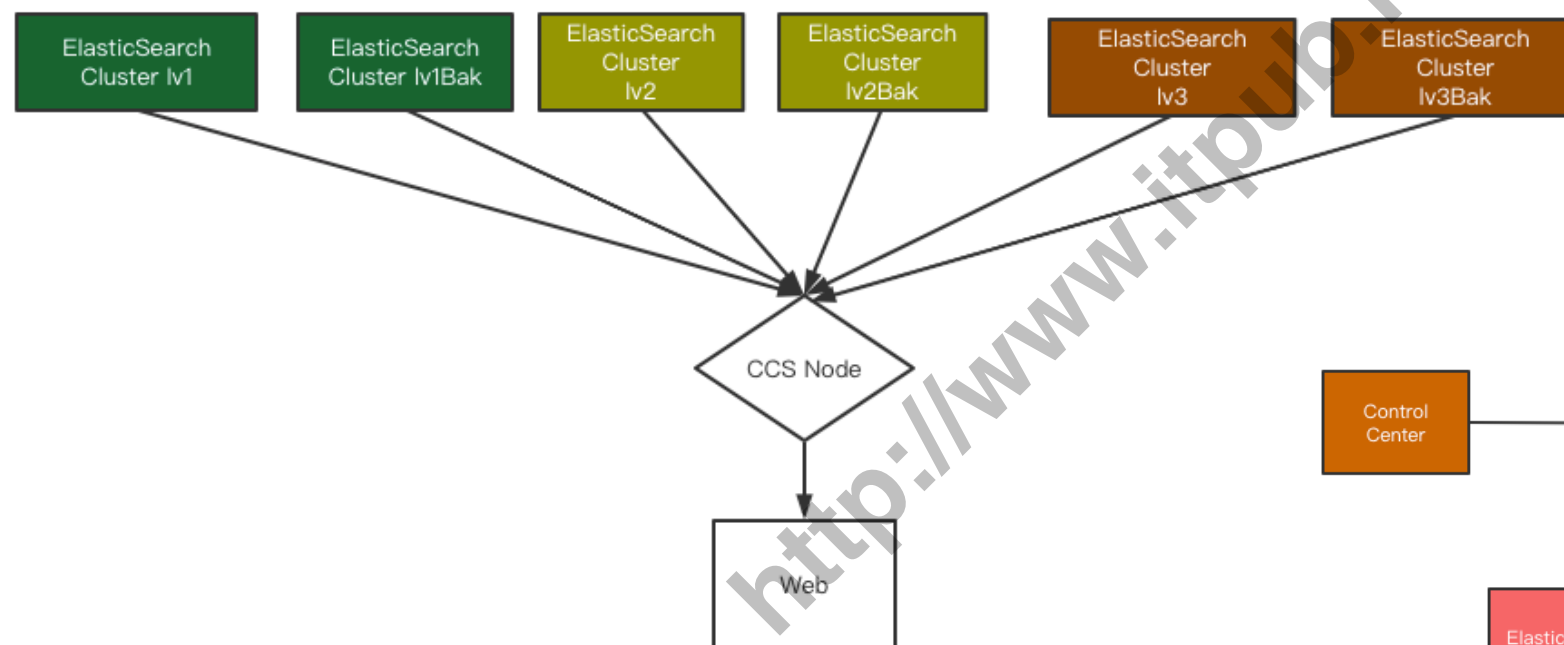 ElasticSearch
Cluster lv1
ElasticSearch
Cluster lv1Bak
ElasticSearch
Cluster
lv2
ElasticSearch
Cluster
lv2Bak
ElasticSearch
Cluster
lv3
ElasticSearch
Cluster
lv3Bak
CCS Node
Control
Center
Web
Elastic
http://www.itpub.